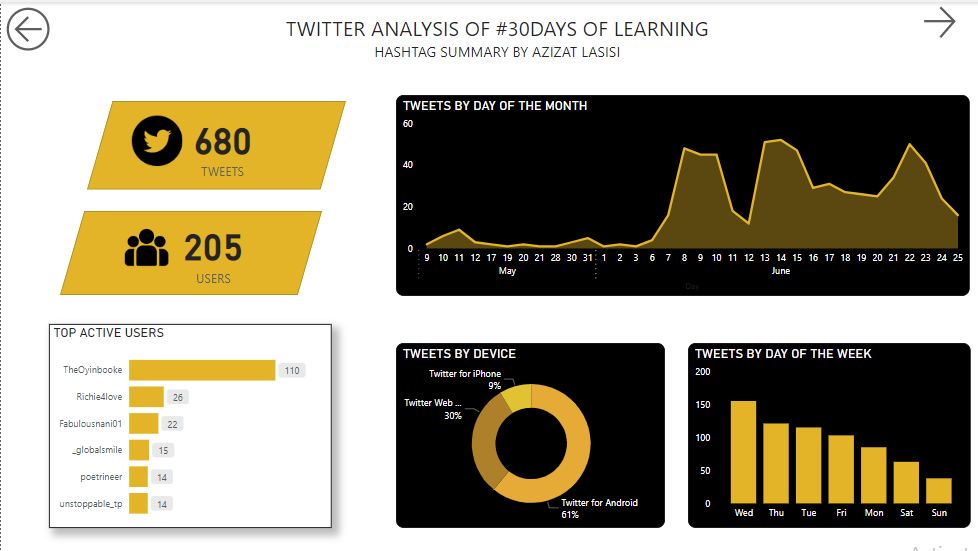 TWITTER ANALYSIS OF #30DAYS OF LEARNING
HASHTAG SUMMARY BY AZIZAT LASISI
680
TWEETS
205
USERS
TOP ACTIVE USERS
TheOyinbooke 110
Richie4love 26
Fabulousnani01 22
_globalsmile 15
poetrineer 14
unstoppable_tp 14
TWEETS BY DAY OF THE MONTH
60
40
20
0
9 10 11 12 17 19 20 21 28 30 31 1 2 3 6 7 8 9 10 11 12 13 14 15 16 17 18 19 20 21 22 23 24 25
May June
Day
TWEETS BY DEVICE
Twitter for iPhone
9%
Twitter Web ...
30%
Twitter for Android
61%
TWEETS BY DAY OF THE WEEK
200
150
100
50
0
Wed Thu Tue Fri Mon Sat Sun